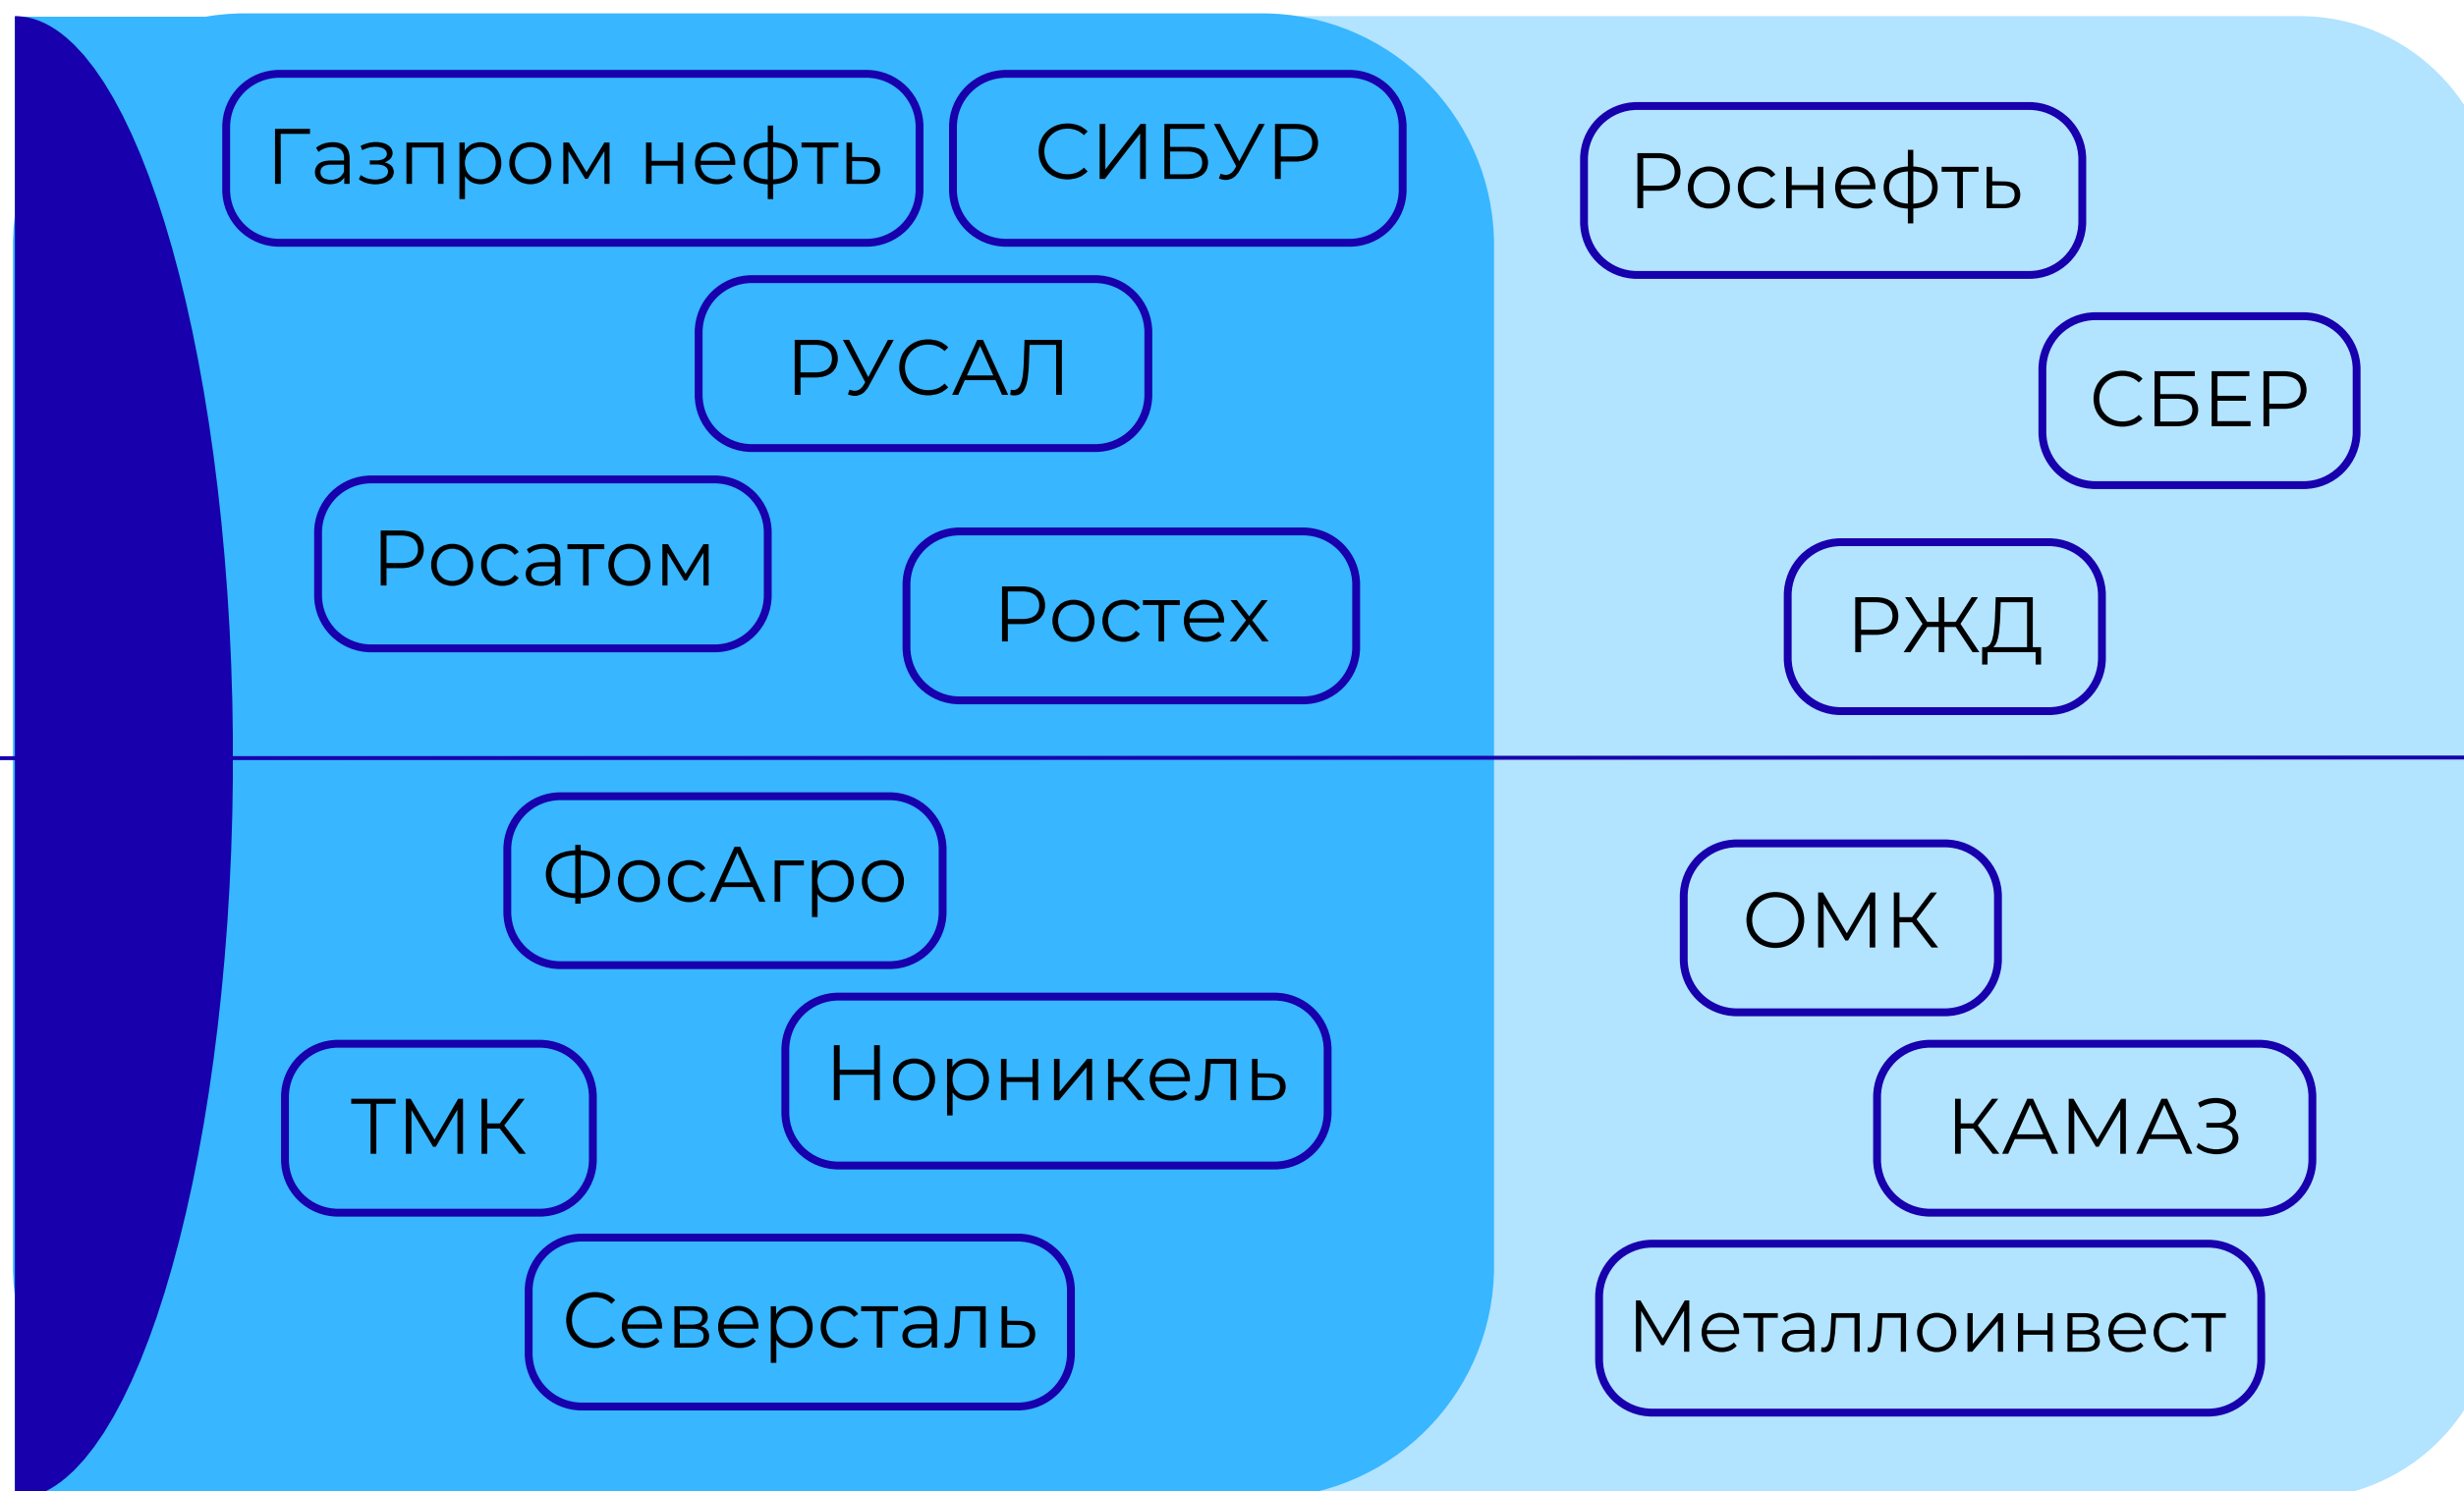 Газпром нефть
СИБУР
Роснефть
РУСАЛ
СБЕР
Росатом
Ростех
РЖД
ФосАгро
ОМК
Норникель
ТМК
КАМАЗ
Северсталь
Металлоинвест